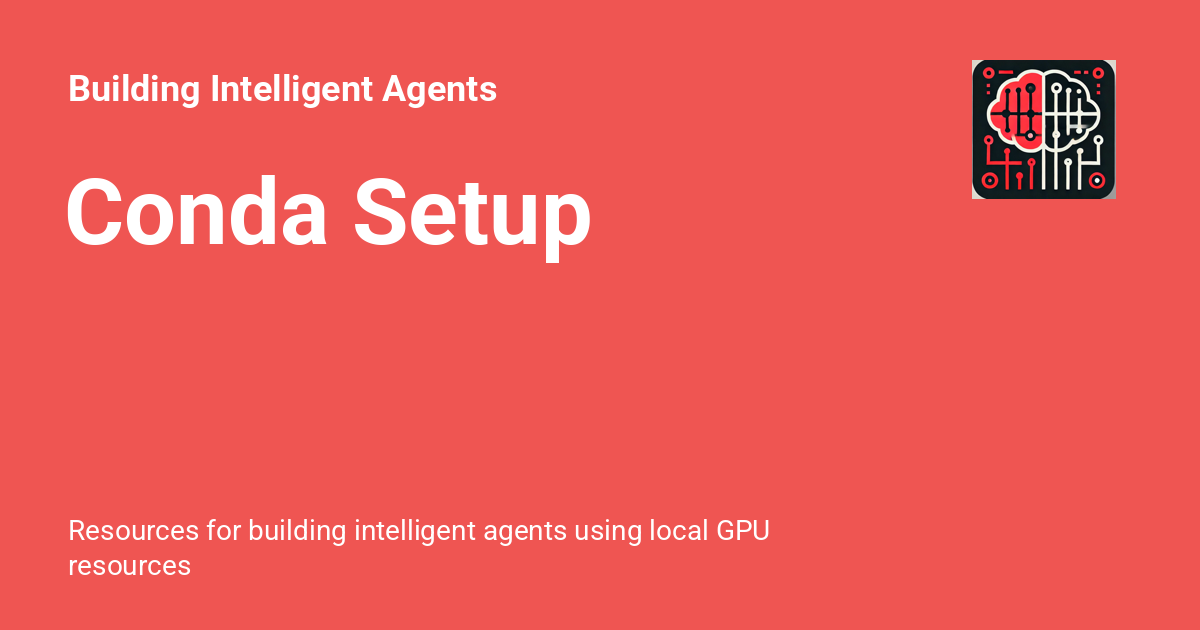 Building Intelligent Agents
Conda Setup
Resources for building intelligent agents using local GPU
resources